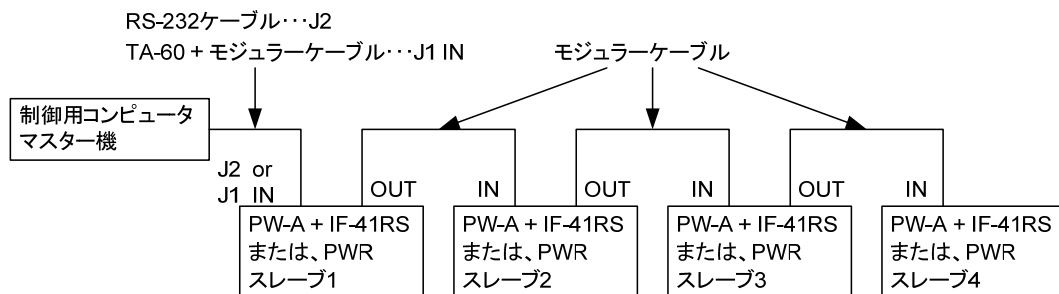 RS-232ケーブル･･･J2
TA-60 + モジュラーケーブル･･･J1 IN
モジュラーケーブル
制御用コンピュータ
マスター機
J2 or
J1 IN
OUT
IN
OUT
IN
OUT
IN
PW-A + IF-41RS
または、PWR
スレーブ1
PW-A + IF-41RS
または、PWR
スレーブ2
PW-A + IF-41RS
または、PWR
スレーブ3
PW-A + IF-41RS
または、PWR
スレーブ4